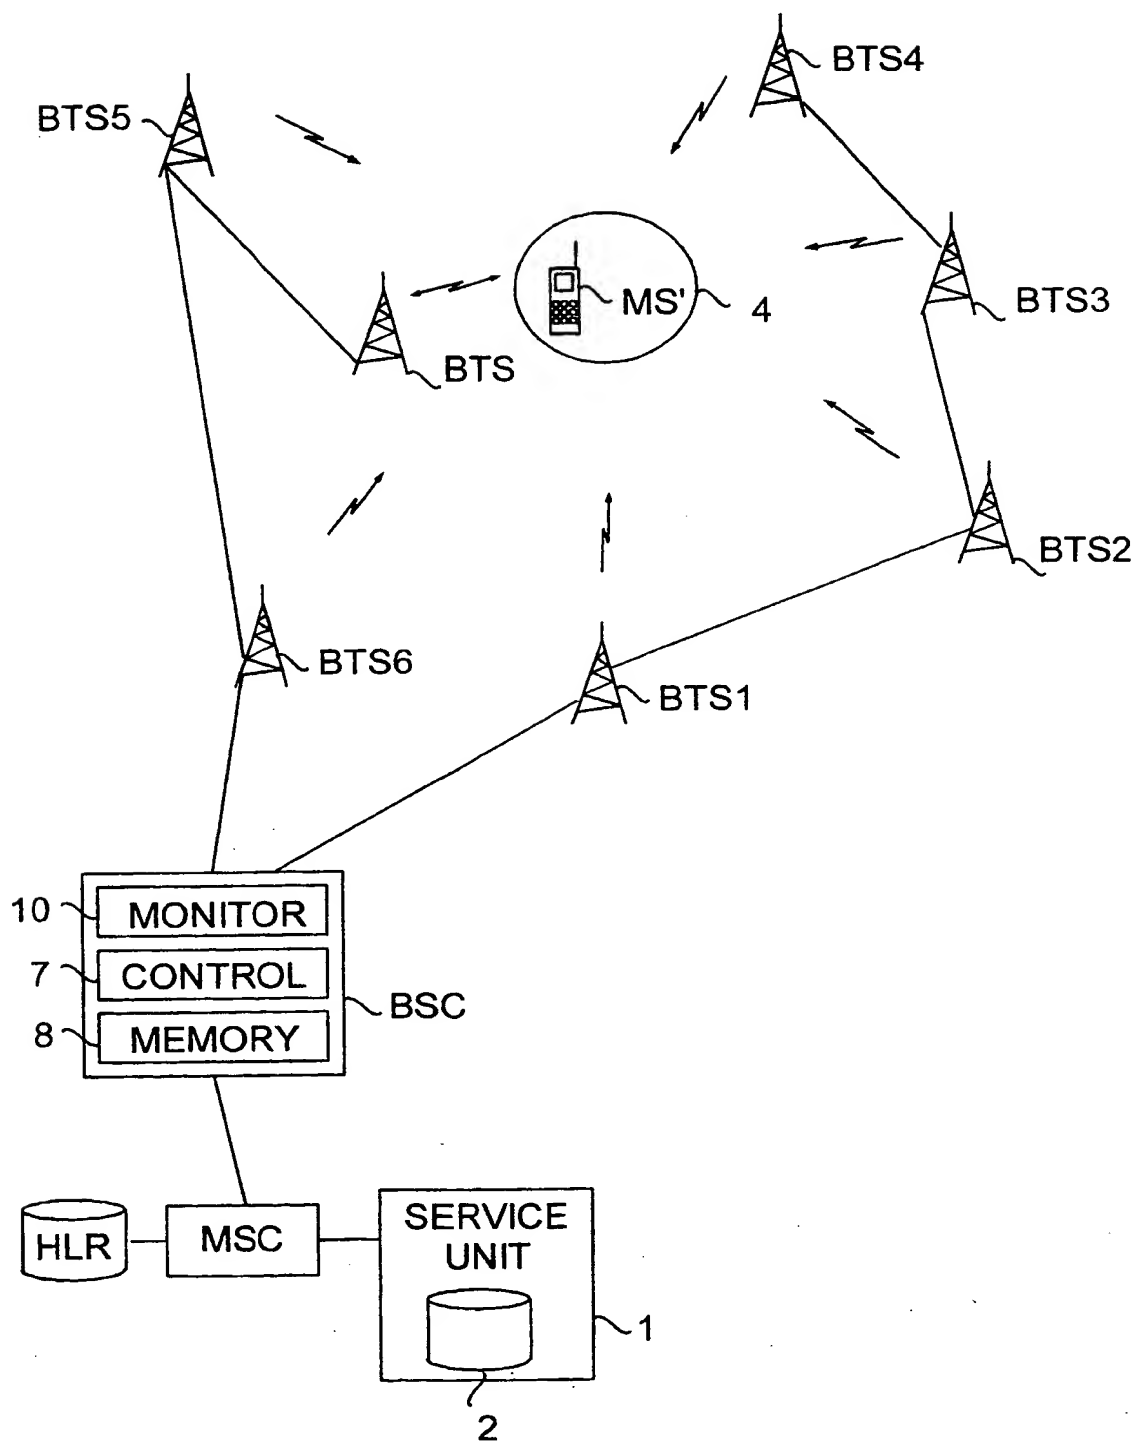 BTS4
BTS5
MS'
4
BTS3
BTS
BTS2
BTS6
BTS1
10
MONITOR
7
CONTROL
BSC
8
MEMORY
HLR
MSC
SERVICE
UNIT
1
2